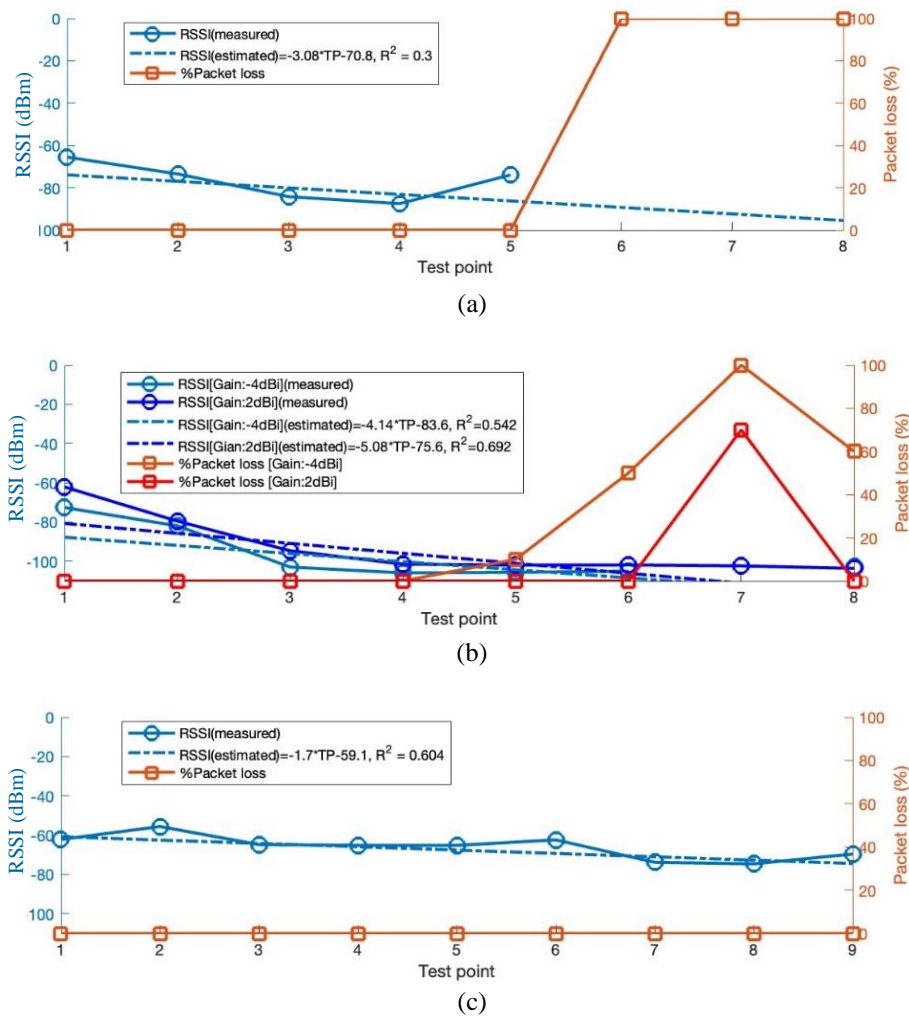 0
-20
-40
-60
-80
100
RSSI (dBm)
RSSI(measured)
RSSI(estimated)=-3.08*TP-70.8, R² = 0.3
%Packet loss
100
80
60
40
20
0
Packet loss (%)
1 2 3 4 5 6 7 8
Test point
(a)
0
-20
-40
-60
-80
-100
RSSI (dBm)
RSSI[Gain:-4dBi](measured)
RSSI[Gain:2dBi](measured)
RSSI[Gain:-4dBi](estimated)=-4.14*TP-83.6, R²=0.542
RSSI[Gian:2dBi](estimated)=-5.08*TP-75.6, R²=0.692
%Packet loss [Gain:-4dBi]
%Packet loss [Gain:2dBi]
100
80
60
40
20
0
Packet loss (%)
1 2 3 4 5 6 7 8
Test point
(b)
0
-20
-40
-60
-80
100
RSSI (dBm)
RSSI(measured)
RSSI(estimated)=-1.7*TP-59.1, R² = 0.604
%Packet loss
100
80
60
40
20
0
Packet loss (%)
1 2 3 4 5 6 7 8 9
Test point
(c)